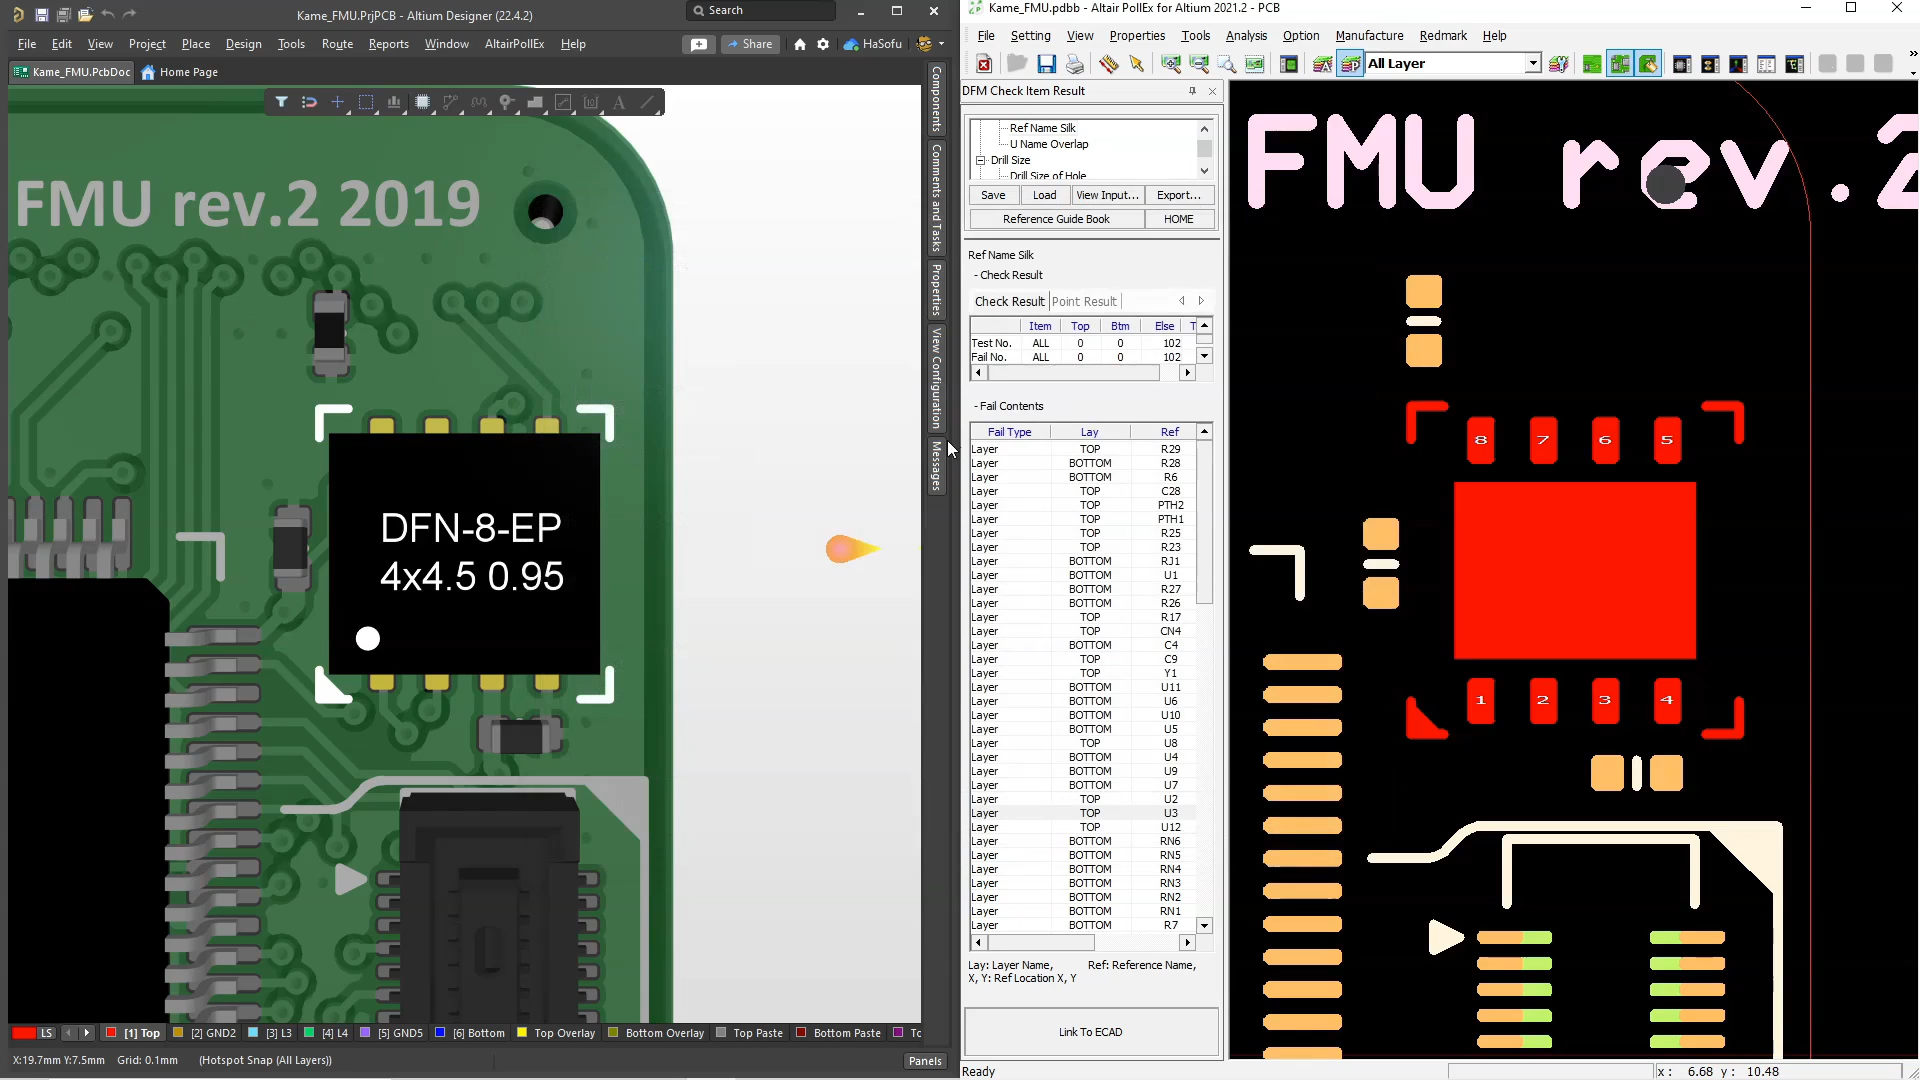 Kame_FMU.PrjPCB - Altium Designer (22.4.2)
Search
File Edit View Project Place Design Tools Route Reports Window AltairPollEx Help
Share
HaSofu
Kame_FMU.PcbDoc
Home Page
FMU rev.2 2019
DFN-8-EP
4x4.5 0.95
Components
Comments and Tasks
Properties
View Configuration
Messages
LS [1] Top [2] GND2 [3] L3 [4] L4 [5] GND5 [6] Bottom Top Overlay Bottom Overlay Top Paste Bottom Paste To
X:19.7mm Y:7.5mm Grid: 0.1mm (Hotspot Snap (All Layers))
Panels
Kame_FMU.pdbb - Altair PollEx for Altium 2021.2 - PCB
File Setting View Properties Tools Analysis Option Manufacture Redmark Help
All Layer
DFM Check Item Result
Ref Name Silk
U Name Overlap
Drill Size
Drill Size of Hole
Save Load View Input... Export...
Reference Guide Book HOME
Ref Name Silk
- Check Result
Check Result Point Result
Item Top Btm Else T
Test No. ALL 0 0 102
Fail No. ALL 0 0 102
- Fail Contents
Fail Type Lay Ref
Layer TOP R29
Layer BOTTOM R28
Layer BOTTOM R6
Layer TOP C28
Layer TOP PTH2
Layer TOP PTH1
Layer TOP R25
Layer TOP R23
Layer BOTTOM RJ1
Layer BOTTOM U1
Layer BOTTOM R27
Layer BOTTOM R26
Layer TOP R17
Layer TOP CN4
Layer BOTTOM C4
Layer TOP C9
Layer TOP Y1
Layer BOTTOM U11
Layer BOTTOM U6
Layer BOTTOM U10
Layer BOTTOM U5
Layer TOP U8
Layer BOTTOM U4
Layer BOTTOM U9
Layer BOTTOM U7
Layer TOP U2
Layer TOP U3
Layer TOP U12
Layer BOTTOM RN6
Layer BOTTOM RN5
Layer BOTTOM RN4
Layer BOTTOM RN3
Layer BOTTOM RN2
Layer BOTTOM RN1
Layer BOTTOM R7
Lay: Layer Name, Ref: Reference Name,
X, Y: Ref Location X, Y
Link To ECAD
Ready
FMU rev.2
8 7 6 5
1 2 3 4
x: 6.68 y: 10.48